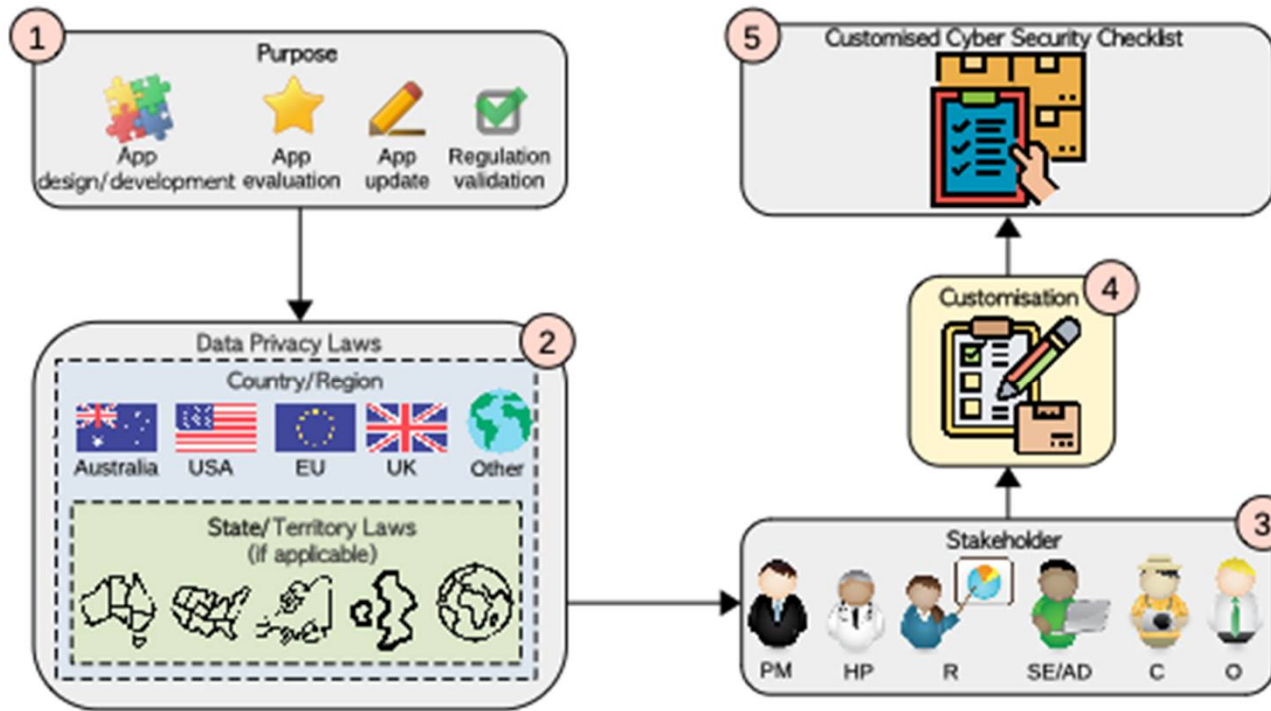 1
Purpose
App design/development
App evaluation
App update
Regulation validation
2
Data Privacy Laws
Country/Region
Australia
USA
EU
UK
Other
State/Territory Laws
(if applicable)
3
Stakeholder
PM
HP
R
SE/AD
C
O
4
Customisation
5
Customised Cyber Security Checklist